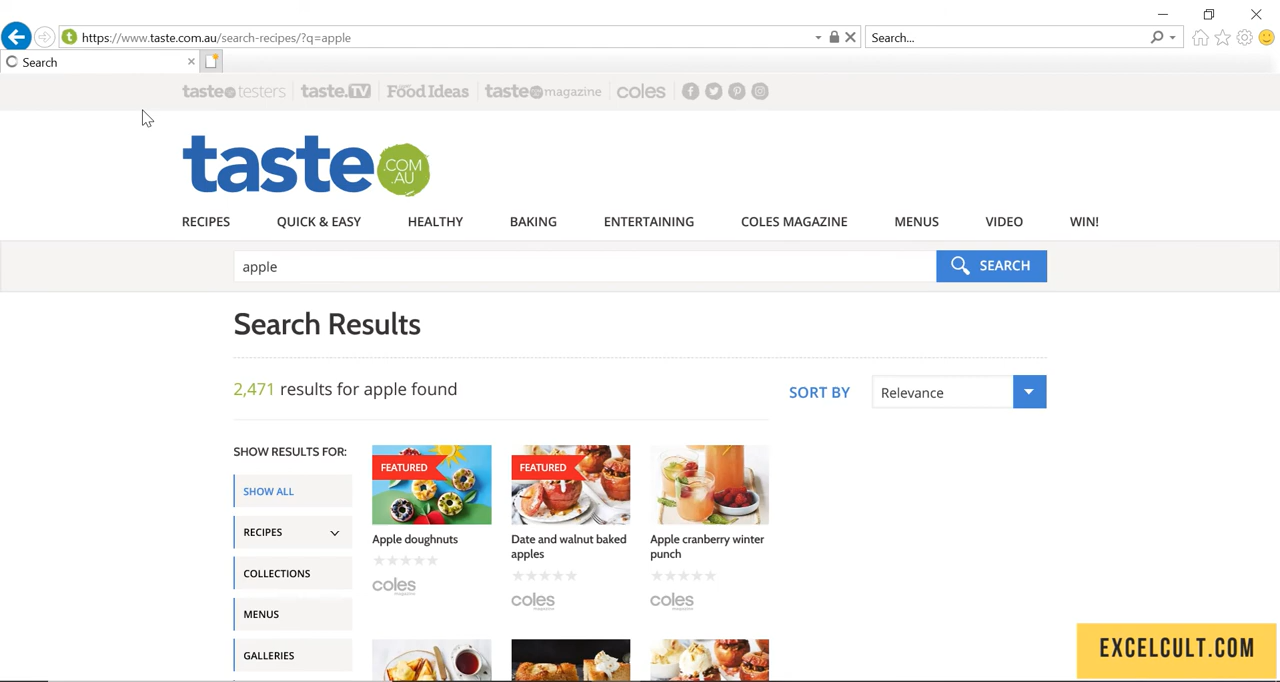 https://www.taste.com.au/search-recipes/?q=apple
Search...
Search
taste testers
taste.TV
Food Ideas
taste magazine
coles
taste .COM .AU
RECIPES
QUICK & EASY
HEALTHY
BAKING
ENTERTAINING
COLES MAGAZINE
MENUS
VIDEO
WIN!
apple
SEARCH
Search Results
2,471 results for apple found
SORT BY
Relevance
SHOW RESULTS FOR:
SHOW ALL
RECIPES
COLLECTIONS
MENUS
GALLERIES
FEATURED
Apple doughnuts
coles
magazine
FEATURED
Date and walnut baked
apples
coles
magazine
Apple cranberry winter
punch
coles
magazine
EXCELCULT.COM